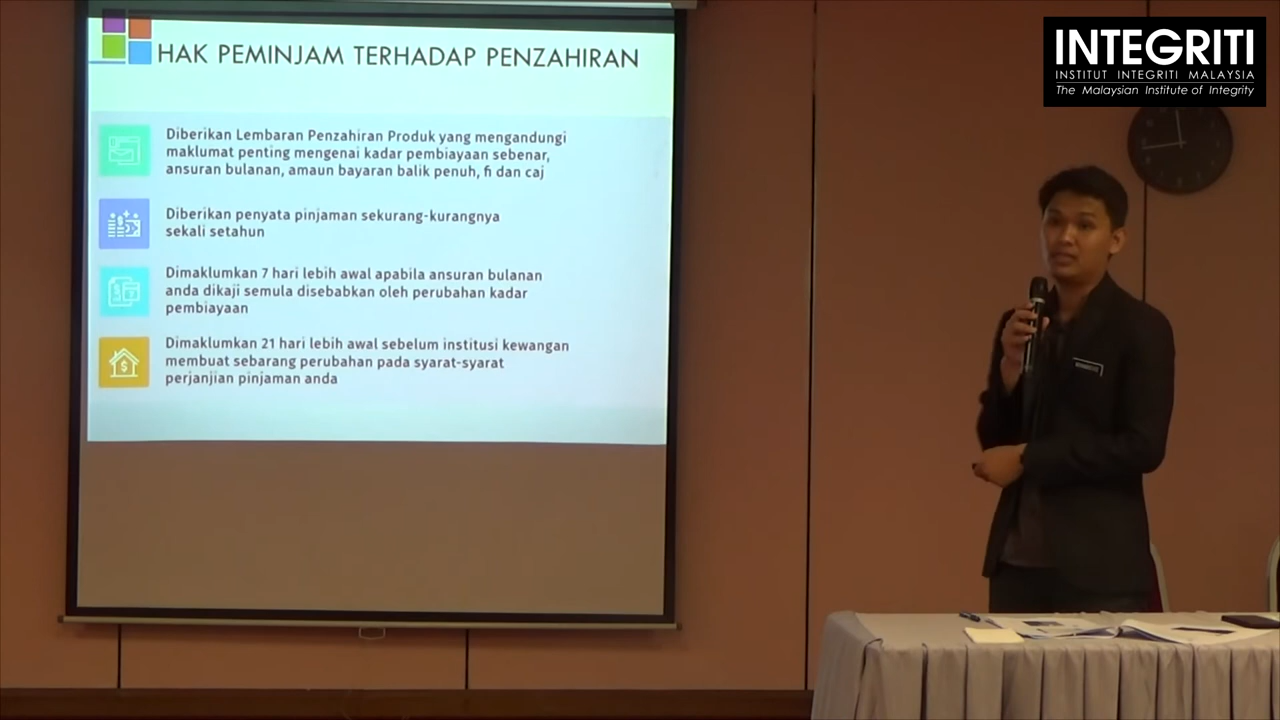 HAK PEMINJAM TERHADAP PENZAHIRAN
Diberikan Lembaran Penzahiran Produk yang mengandungi
maklumat penting mengenai kadar pembiayaan sebenar,
ansuran bulanan, amaun bayaran balik penuh, fi dan caj
Diberikan penyata pinjaman sekurang-kurangnya
sekali setahun
Dimaklumkan 7 hari lebih awal apabila ansuran bulanan
anda dikaji semula disebabkan oleh perubahan kadar
pembiayaan
Dimaklumkan 21 hari lebih awal sebelum institusi kewangan
membuat sebarang perubahan pada syarat-syarat
perjanjian pinjaman anda
INTEGRITI
INSTITUT INTEGRITI MALAYSIA
The Malaysian Institute of Integrity